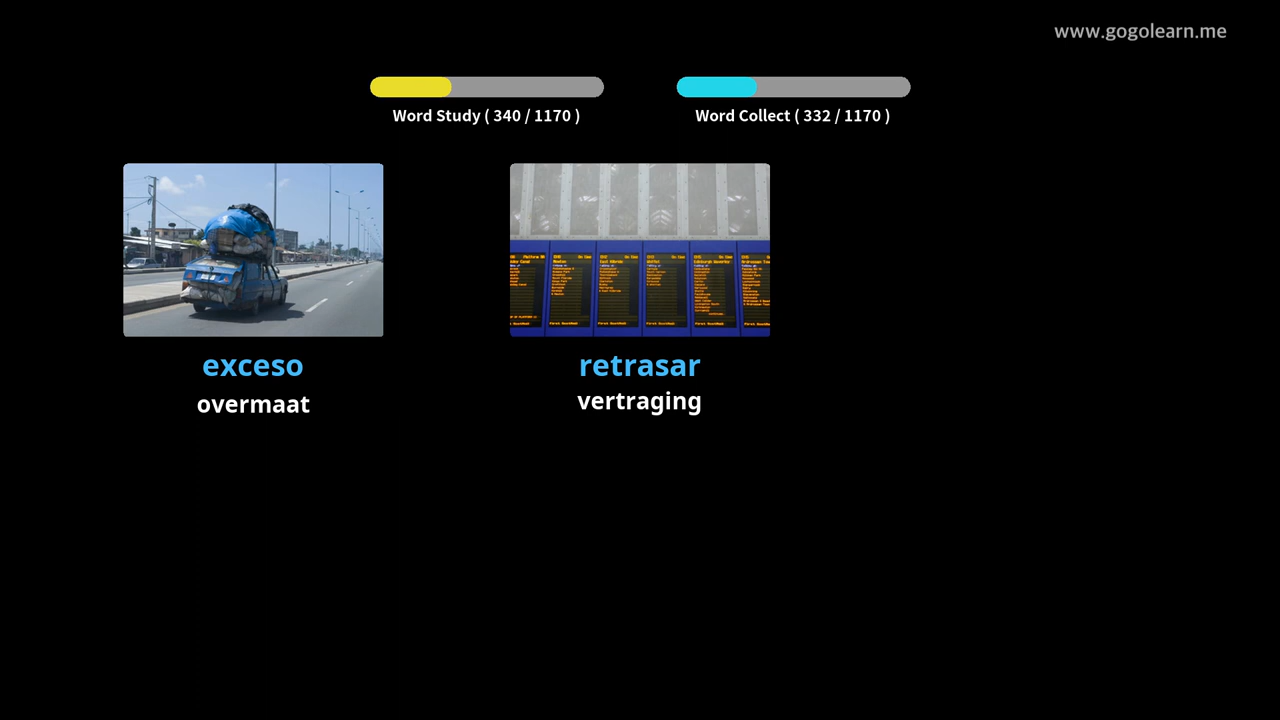 www.gogolearn.me
Word Study ( 340 / 1170 )
Word Collect ( 332 / 1170 )
exceso
retrasar
overmaat
vertraging